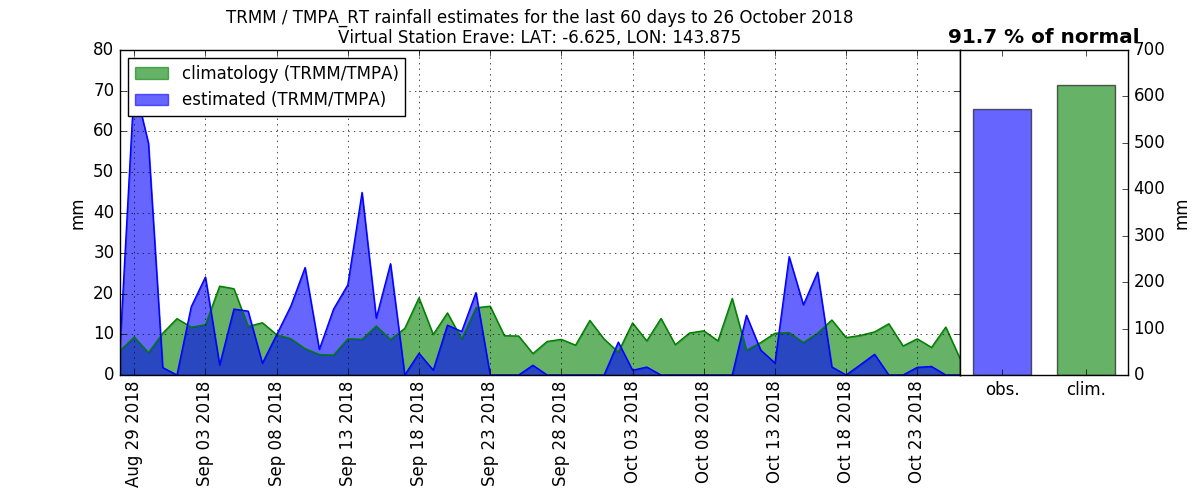 TRMM / TMPA_RT rainfall estimates for the last 60 days to 26 October 2018
Virtual Station Erave: LAT: -6.625, LON: 143.875
91.7 % of normal
climatology (TRMM/TMPA)
estimated (TRMM/TMPA)
mm
80
70
60
50
40
30
20
10
0
Aug 29 2018
Sep 03 2018
Sep 08 2018
Sep 13 2018
Sep 18 2018
Sep 23 2018
Sep 28 2018
Oct 03 2018
Oct 08 2018
Oct 13 2018
Oct 18 2018
Oct 23 2018
700
600
500
400
300
200
100
0
mm
obs.
clim.